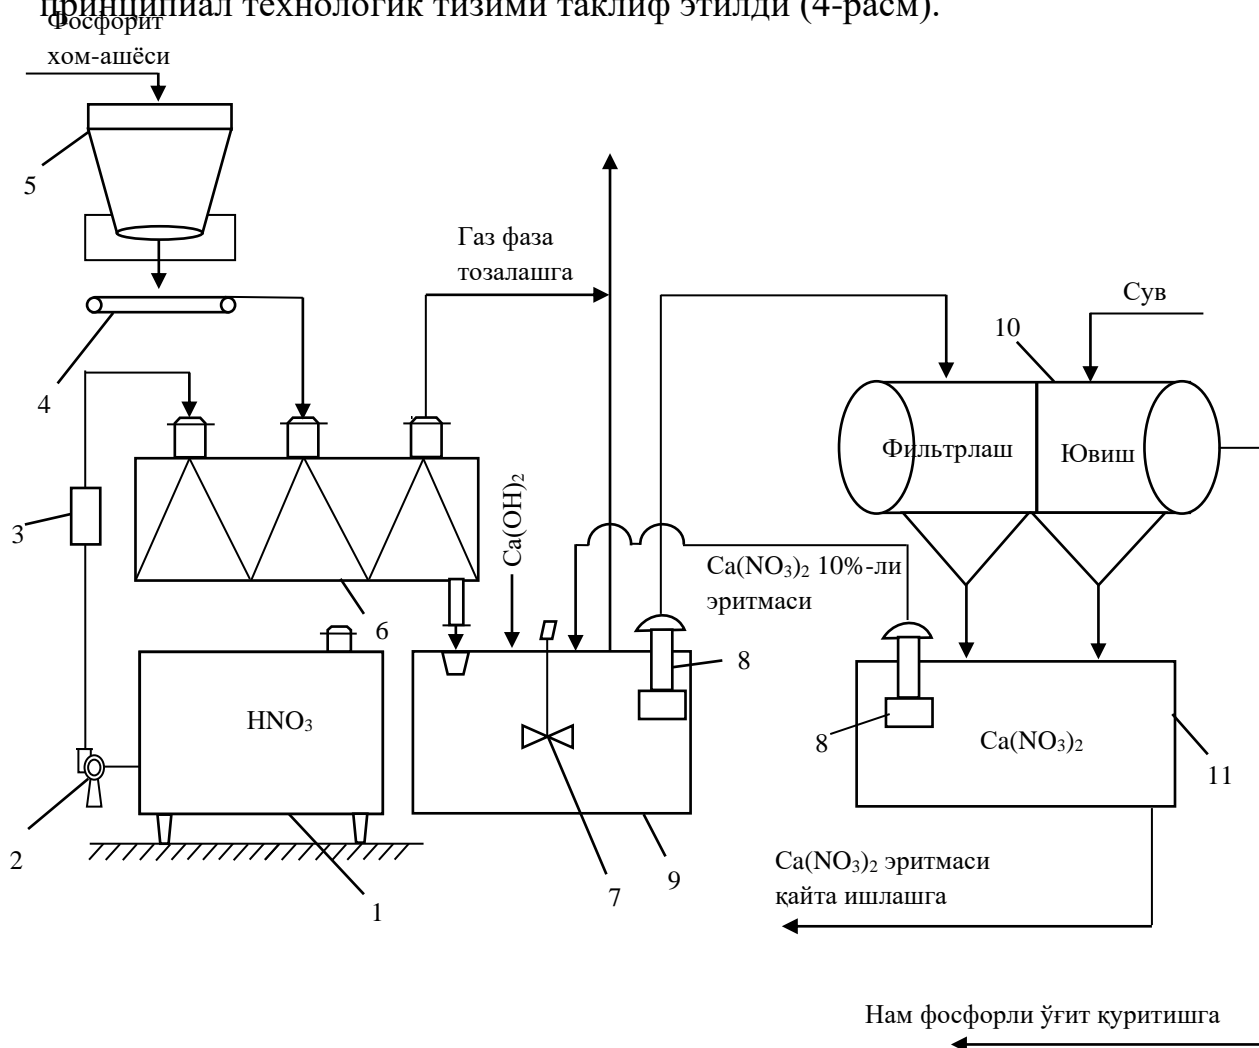 принципиал технологик тизими таклиф этилди (4-расм).
Фосфорит
хом-ашёси
5
Газ фаза
тозалашга
Сув
10
4
Фильтрлаш
Ювиш
3
Ca(OH)2
Ca(NO3)2 10%-ли
эритмаси
6
8
HNO3
8
Ca(NO3)2
11
2
Ca(NO3)2 эритмаси
қайта ишлашга
9
7
1
Нам фосфорли ўғит қуритишга